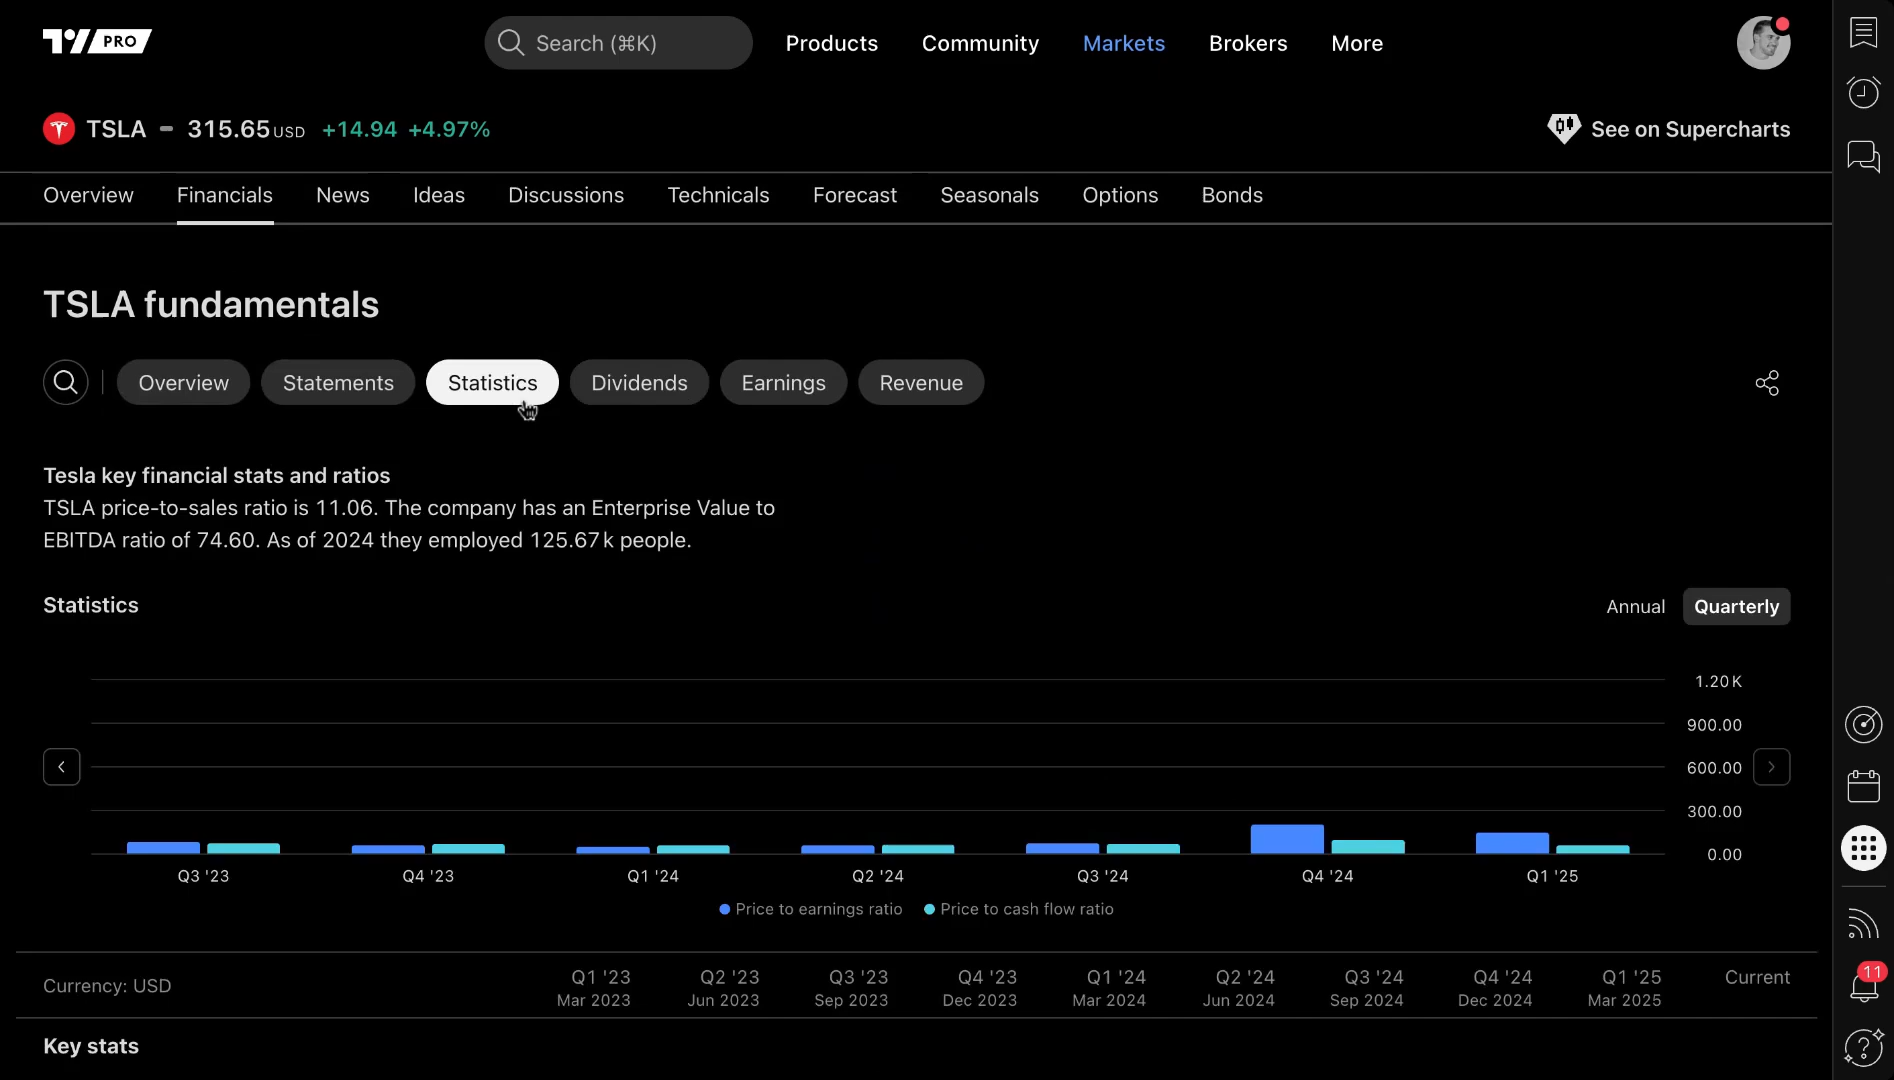 TV PRO
Search (⌘K)
Products Community Markets Brokers More
TSLA 315.65 USD +14.94 +4.97%
See on Supercharts
Overview Financials News Ideas Discussions Technicals Forecast Seasonals Options Bonds
TSLA fundamentals
Overview Statements Statistics Dividends Earnings Revenue
Tesla key financial stats and ratios
TSLA price-to-sales ratio is 11.06. The company has an Enterprise Value to
EBITDA ratio of 74.60. As of 2024 they employed 125.67 k people.
Statistics
Annual Quarterly
1.20 K
900.00
600.00
300.00
0.00
Q3 '23 Q4 '23 Q1 '24 Q2 '24 Q3 '24 Q4 '24 Q1 '25
Price to earnings ratio Price to cash flow ratio
Currency: USD
Q1 '23 Q2 '23 Q3 '23 Q4 '23 Q1 '24 Q2 '24 Q3 '24 Q4 '24 Q1 '25 Current
Mar 2023 Jun 2023 Sep 2023 Dec 2023 Mar 2024 Jun 2024 Sep 2024 Dec 2024 Mar 2025
11
Key stats